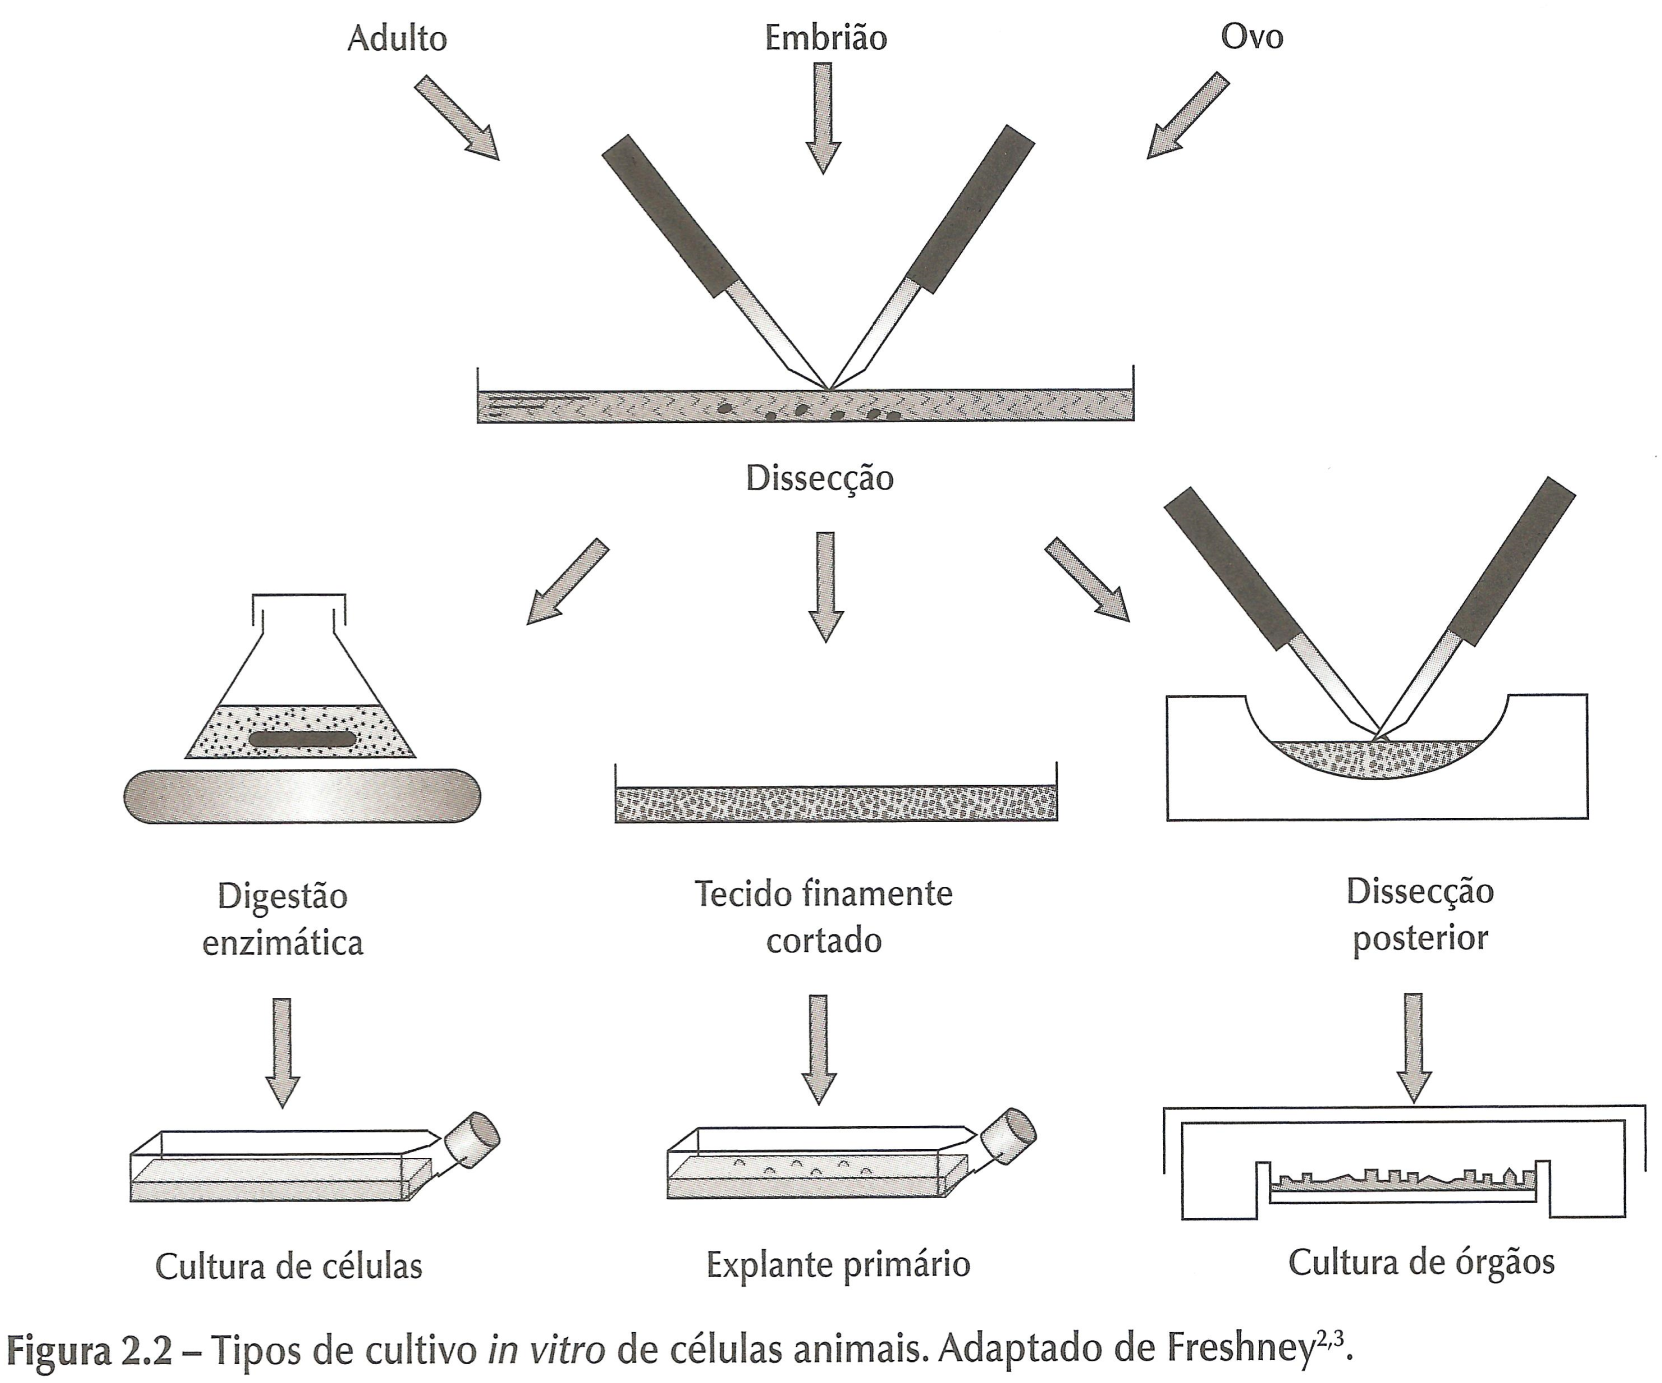 Adulto
Embrião
Ovo
Dissecção
Digestão
enzimática
Tecido finamente
cortado
Dissecção
posterior
Cultura de células
Explante primário
Cultura de órgãos
Figura 2.2 – Tipos de cultivo in vitro de células animais. Adaptado de Freshney2,3.